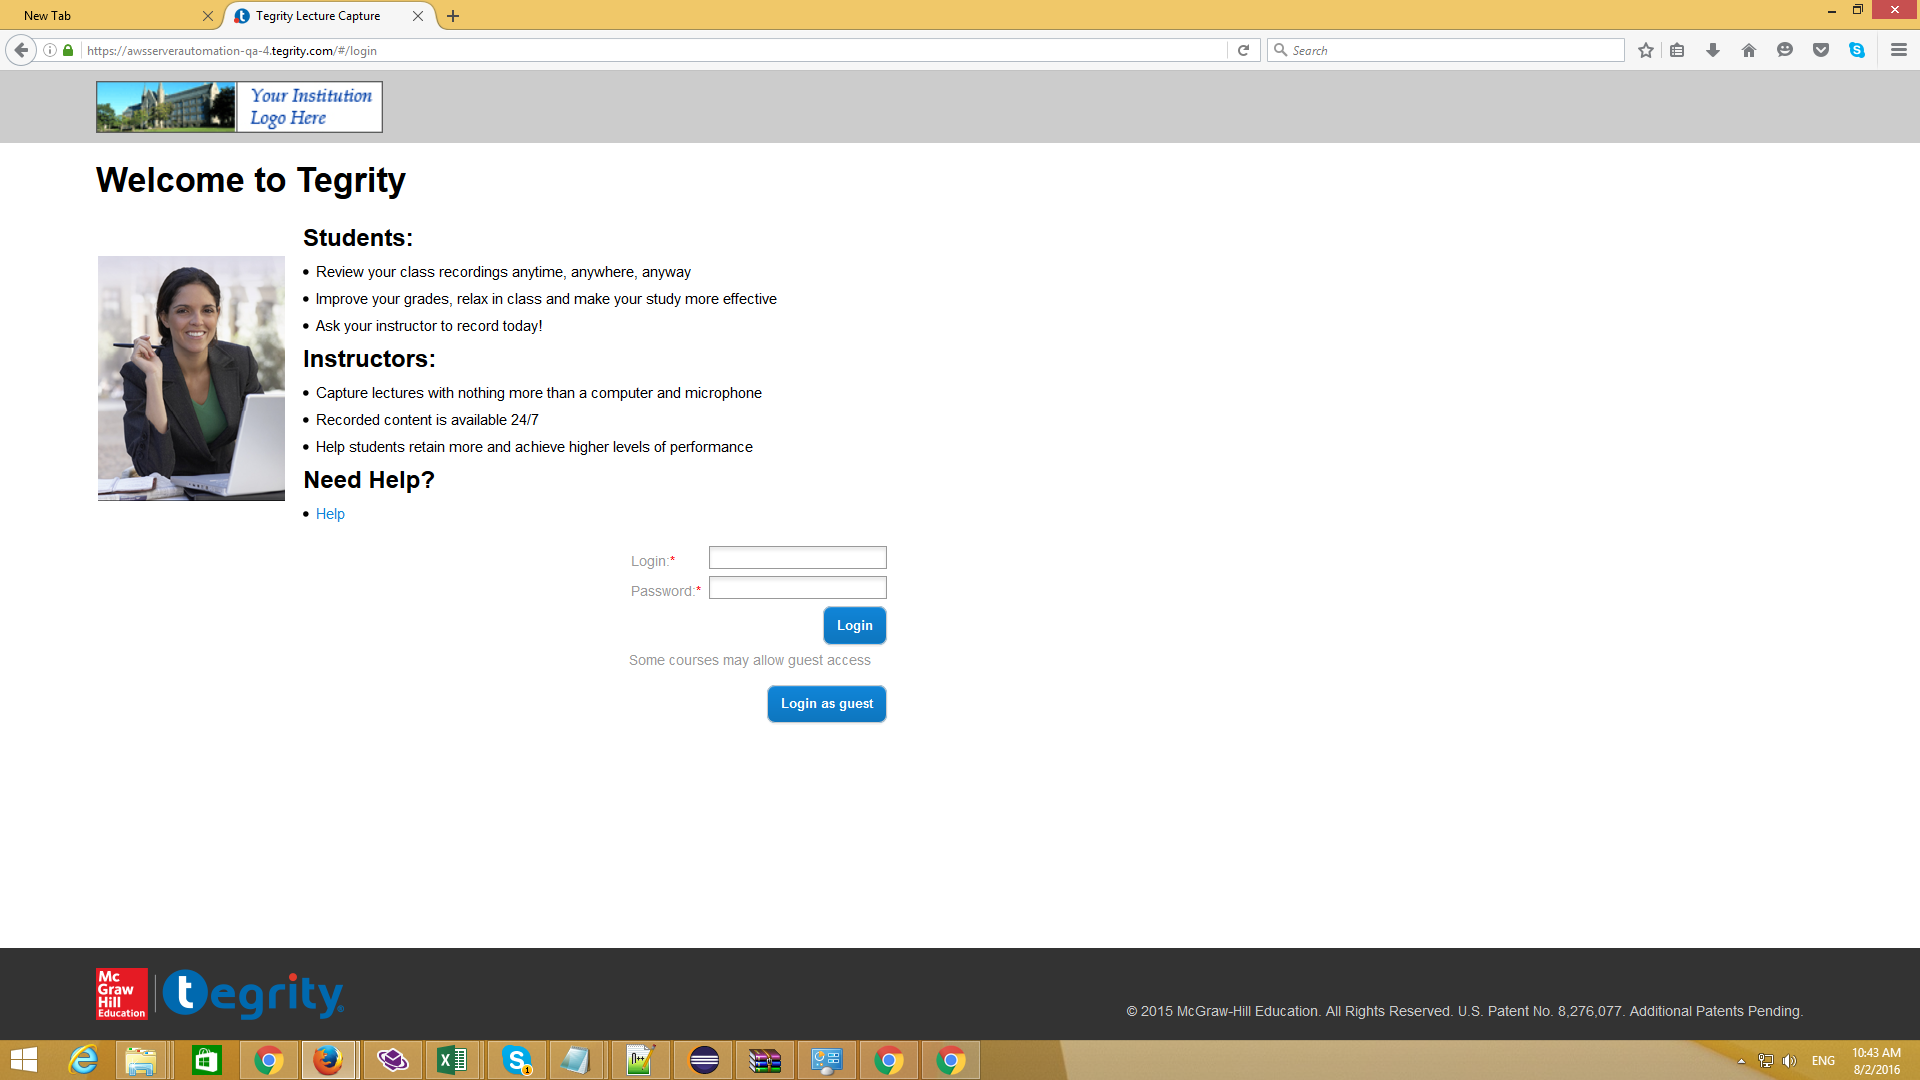 New Tab
Tegrity Lecture Capture
https://awsserverautomation-qa-4.tegrity.com/#/login
Search
Your Institution
Logo Here
Welcome to Tegrity
Students:
Review your class recordings anytime, anywhere, anyway
Improve your grades, relax in class and make your study more effective
Ask your instructor to record today!
Instructors:
Capture lectures with nothing more than a computer and microphone
Recorded content is available 24/7
Help students retain more and achieve higher levels of performance
Need Help?
Help
Login:*
Password:*
Login
Some courses may allow guest access
Login as guest
Mc
Graw
Hill
Education
tegrity
© 2015 McGraw-Hill Education. All Rights Reserved. U.S. Patent No. 8,276,077. Additional Patents Pending.
ENG
10:43 AM
8/2/2016